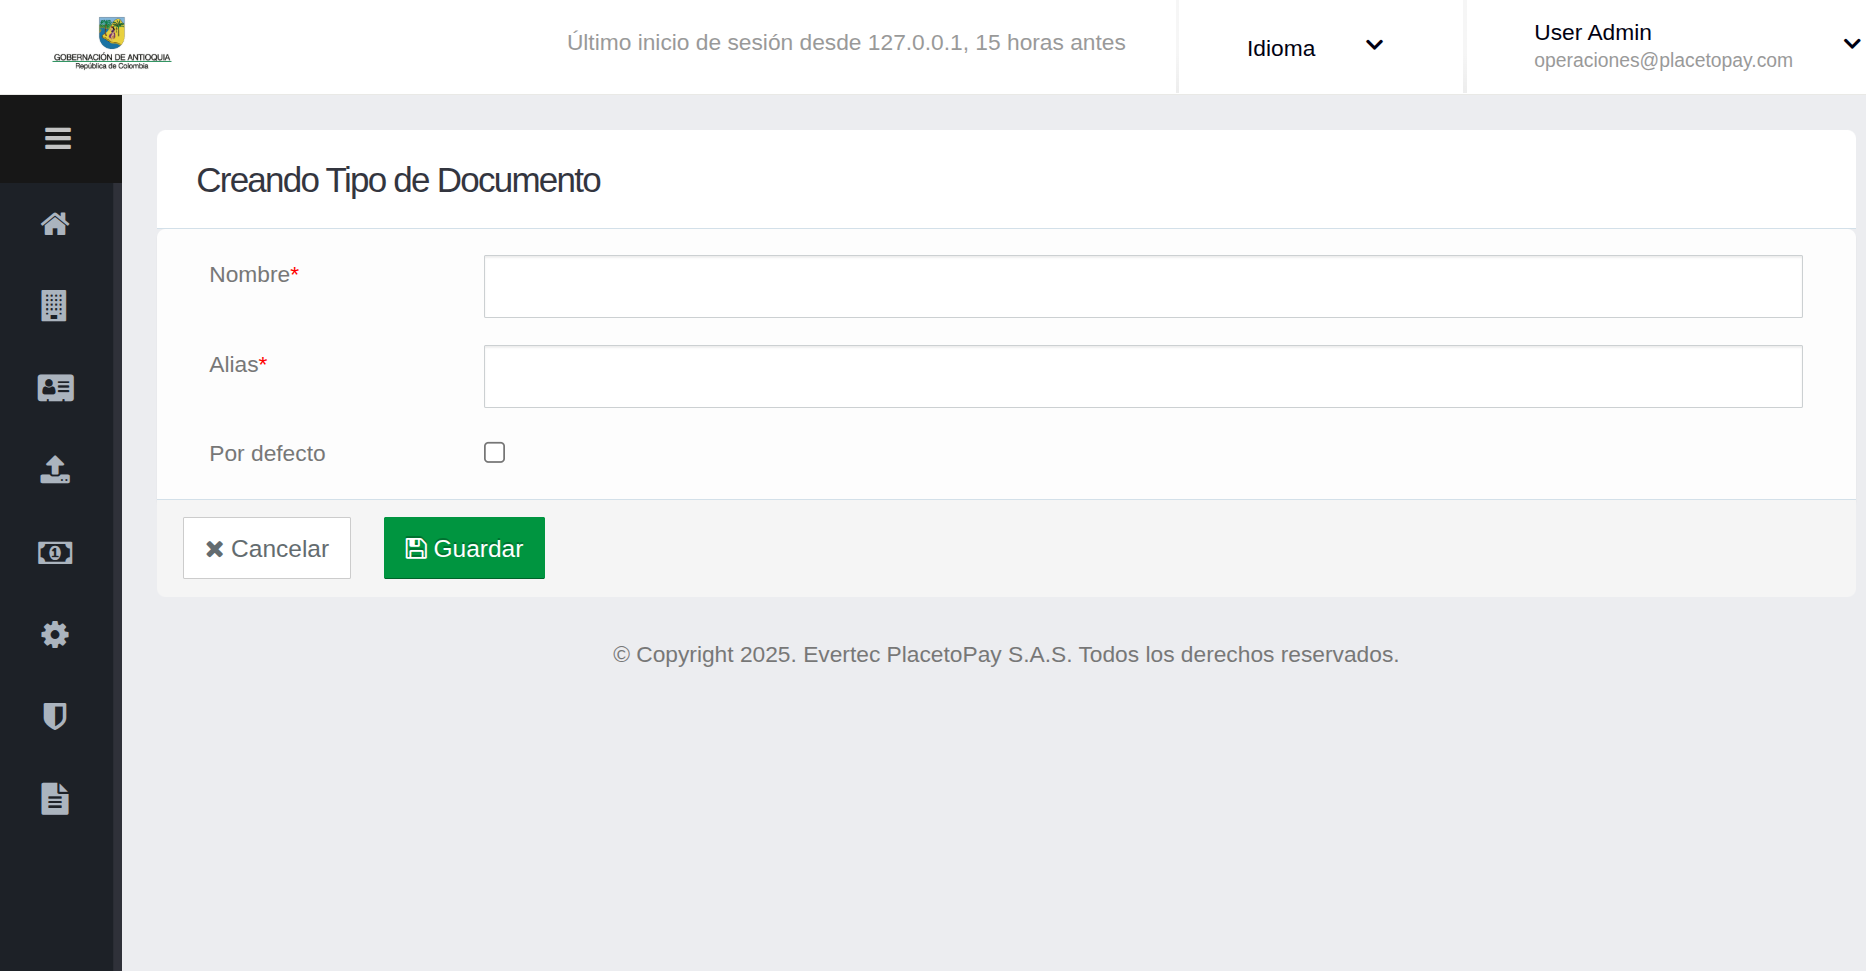 GOBERNACIÓN DE ANTIOQUIA
República de Colombia
Último inicio de sesión desde 127.0.0.1, 15 horas antes
Idioma
User Admin
operaciones@placetopay.com
Creando Tipo de Documento
Nombre*
Alias*
Por defecto
Cancelar
Guardar
© Copyright 2025. Evertec PlacetoPay S.A.S. Todos los derechos reservados.